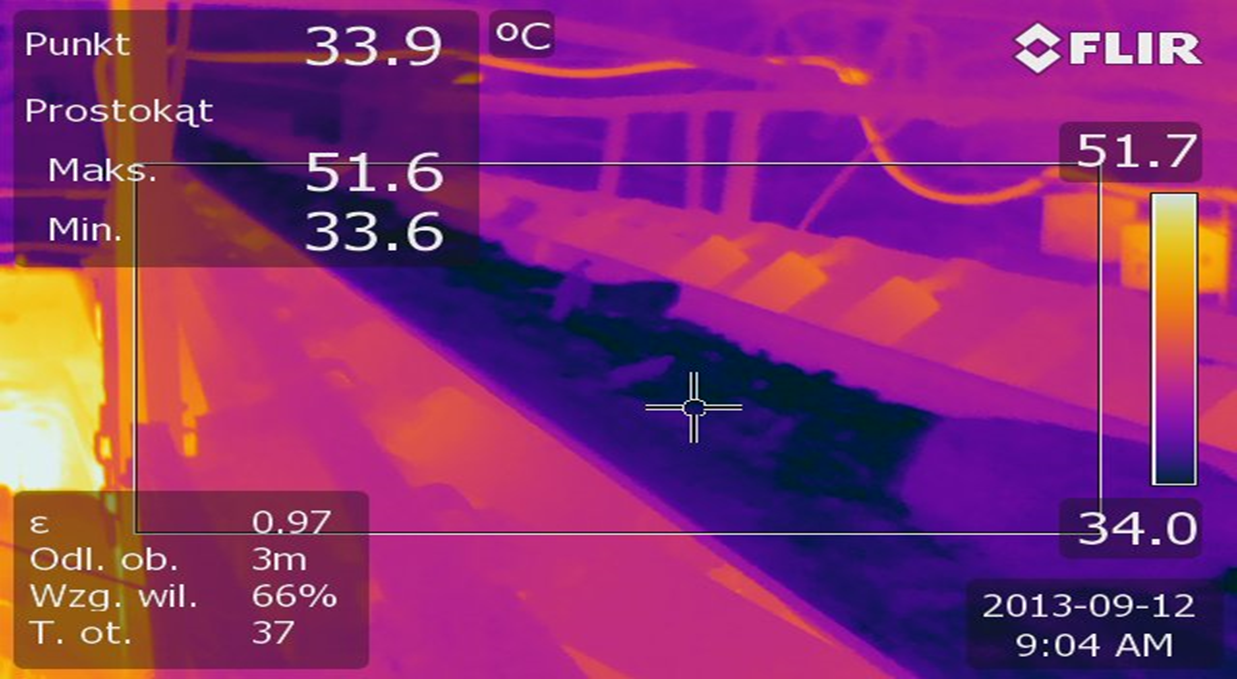 Punkt 33.9 °C
FLIR
Prostokąt
Maks. 51.6
Min. 33.6
51.7
34.0
ε 0.97
Odl. ob. 3m
Wzg. wil. 66%
T. ot. 37
2013-09-12
9:04 AM